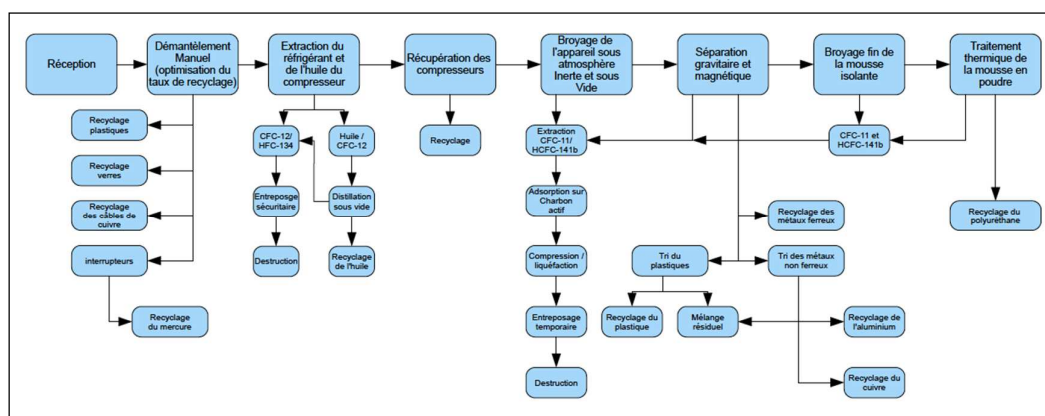 Réception
Démantèlement
Manuel
(optimisation du
taux de recyclage)
Extraction du
réfrigérant et
de l'huile du
compresseur
Récupération des
compresseurs
Broyage de
l'appareil sous
atmosphère
Inerte et sous
Vide
Séparation
gravitaire et
magnétique
Broyage fin de
la mousse
isolante
Traitement
thermique de
la mousse en
poudre
Recyclage
plastiques
Recyclage
verres
Recyclage
des câbles de
cuivre
interrupteurs
Recyclage
du mercure
CFC-12/
HFC-134
Entreposge
sécuritaire
Destruction
Huile /
CFC-12
Distillation
sous vide
Recyclage
de l'huile
Recyclage
Extraction
CFC-11/
HCFC-141b
Adsorption sur
Charbon
actif
Compression /
liquéfaction
Entreposage
temporaire
Destruction
CFC-11 et
HCFC-141b
Recyclage des
métaux ferreux
Recyclage du
polyuréthane
Tri du
plastiques
Tri des métaux
non ferreux
Recyclage du
plastique
Mélange
résiduel
Recyclage de
l'aluminium
Recyclage du
cuivre